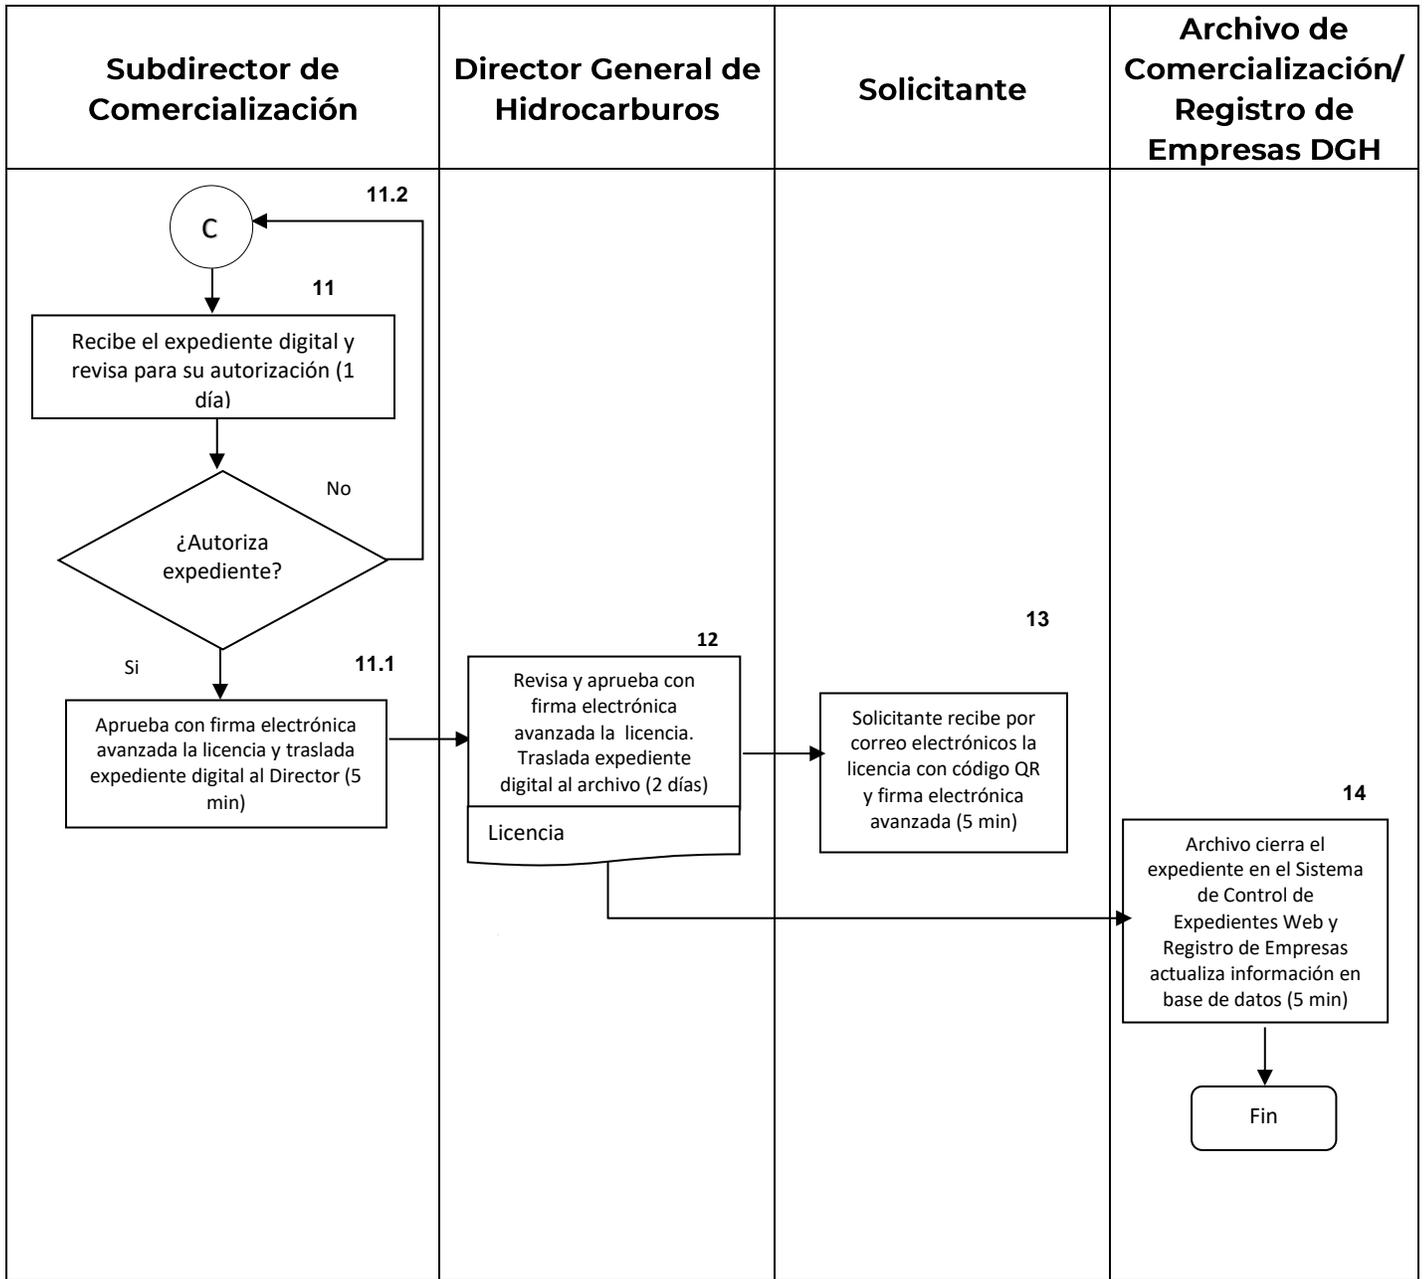 Subdirector de
Comercialización
Director General de
Hidrocarburos
Solicitante
Archivo de
Comercialización/
Registro de
Empresas DGH
C
11.2
11
Recibe el expediente digital y
revisa para su autorización (1
día)
No
¿Autoriza
expediente?
Si
11.1
Aprueba con firma electrónica
avanzada la licencia y traslada
expediente digital al Director (5
min)
12
Revisa y aprueba con
firma electrónica
avanzada la licencia.
Traslada expediente
digital al archivo (2 días)
Licencia
13
Solicitante recibe por
correo electrónicos la
licencia con código QR
y firma electrónica
avanzada (5 min)
14
Archivo cierra el
expediente en el Sistema
de Control de
Expedientes Web y
Registro de Empresas
actualiza información en
base de datos (5 min)
Fin